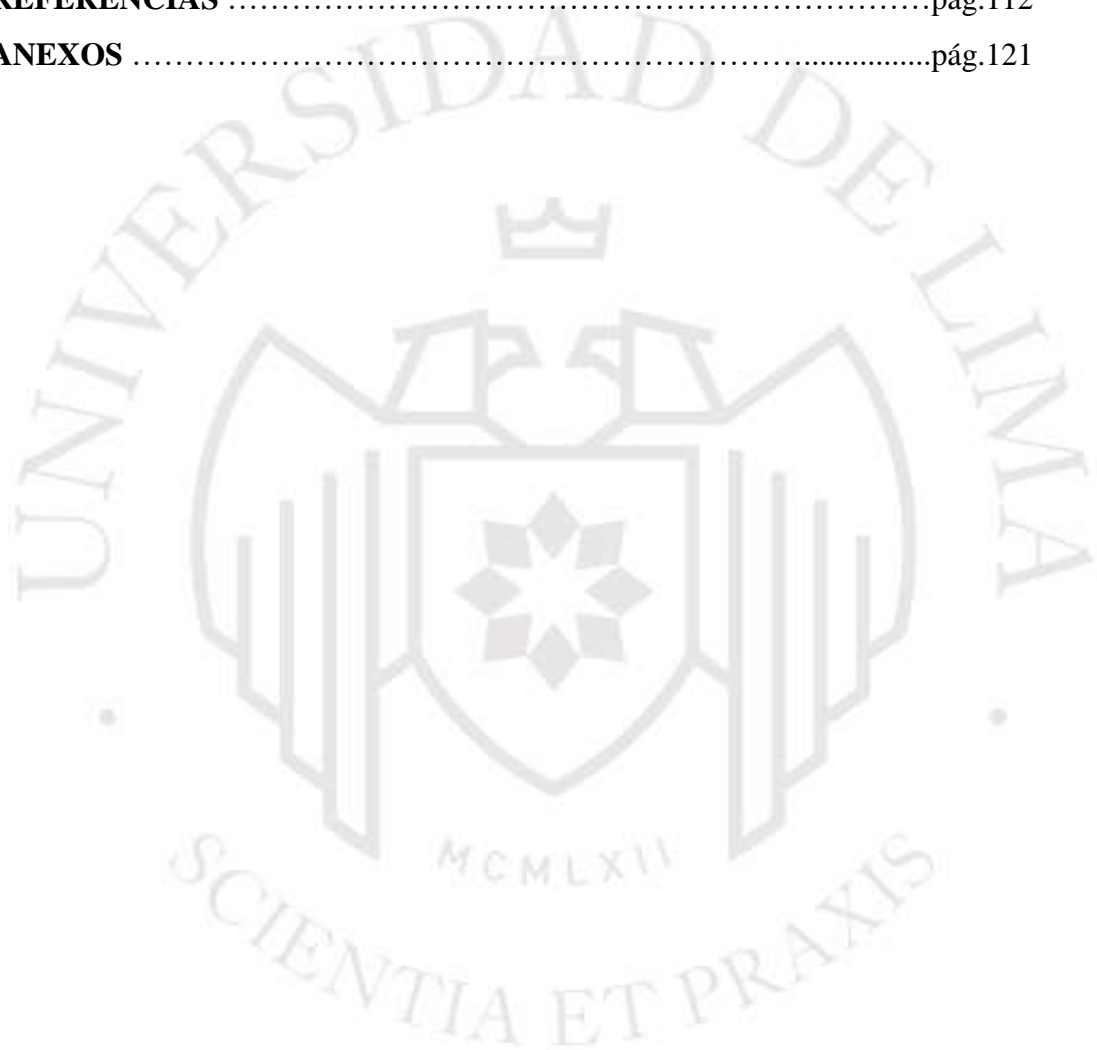 REFERENCIAS ………………………………………………………………pág.112
ANEXOS ………………………………………………………..................pág.121
UNIVERSIDAD DE LIMA
MCMLXII
SCIENTIA ET PRAXIS